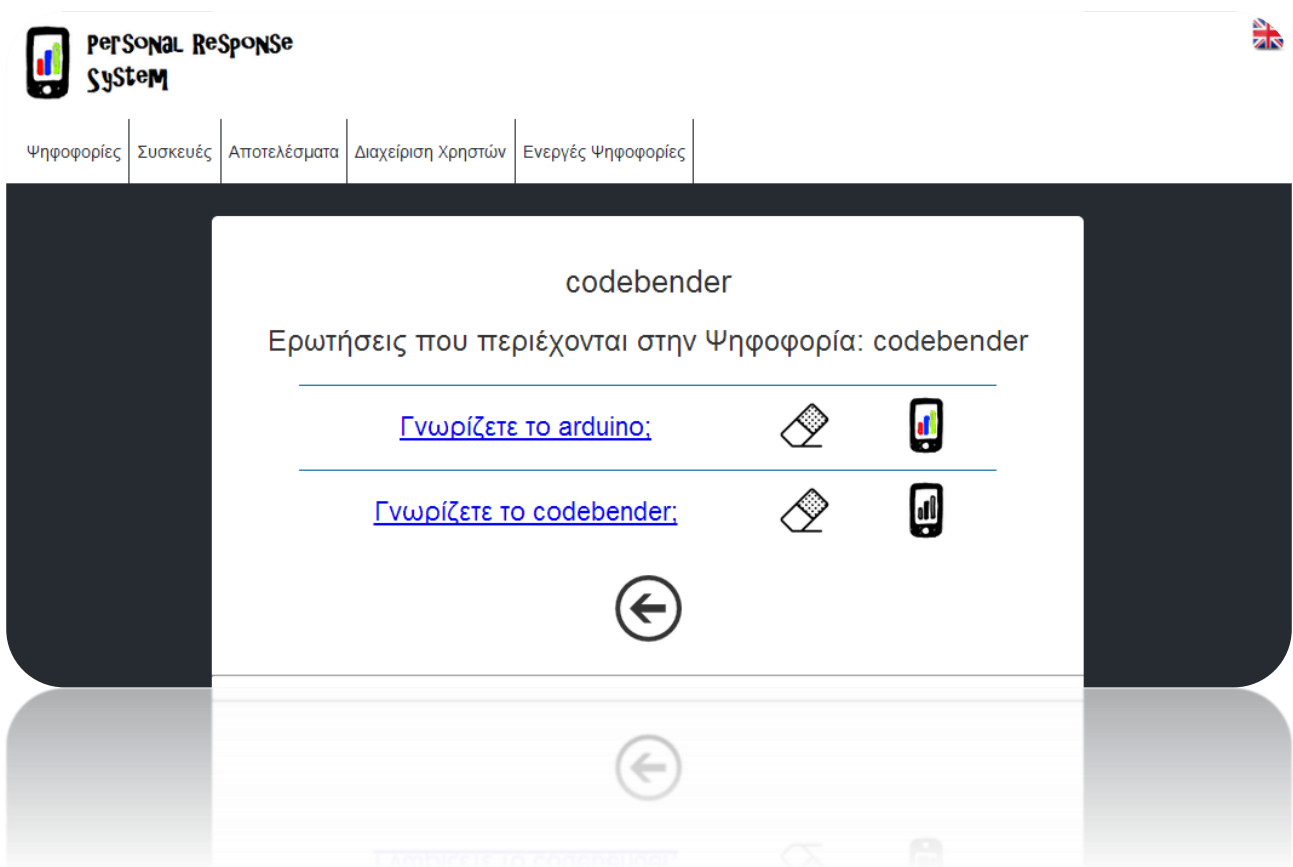 PerSoNaL ReSpoNSe
SySteM
Ψηφοφορίες Συσκευές Αποτελέσματα Διαχείριση Χρηστών Ενεργές Ψηφοφορίες
codebender
Ερωτήσεις που περιέχονται στην Ψηφοφορία: codebender
Γνωρίζετε το arduino;
Γνωρίζετε το codebender;